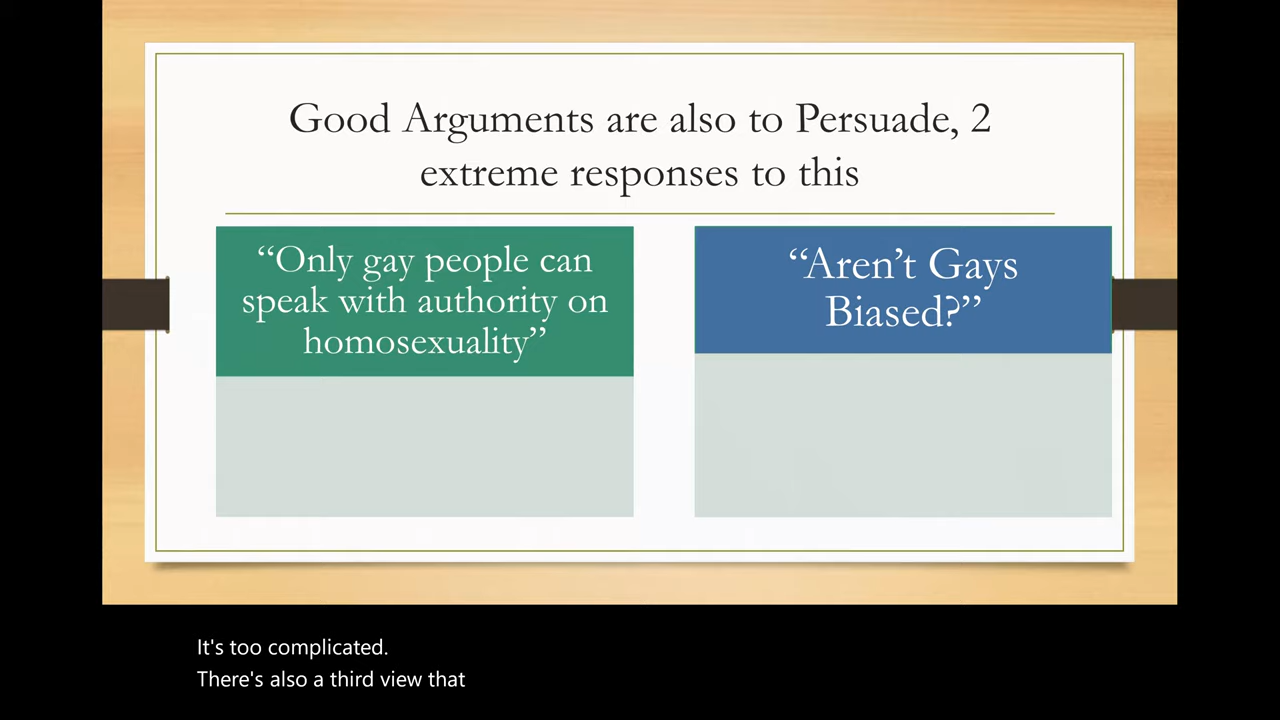 Good Arguments are also to Persuade, 2
extreme responses to this
“Only gay people can
speak with authority on
homosexuality”
“Aren’t Gays
Biased?”
It's too complicated.
There's also a third view that